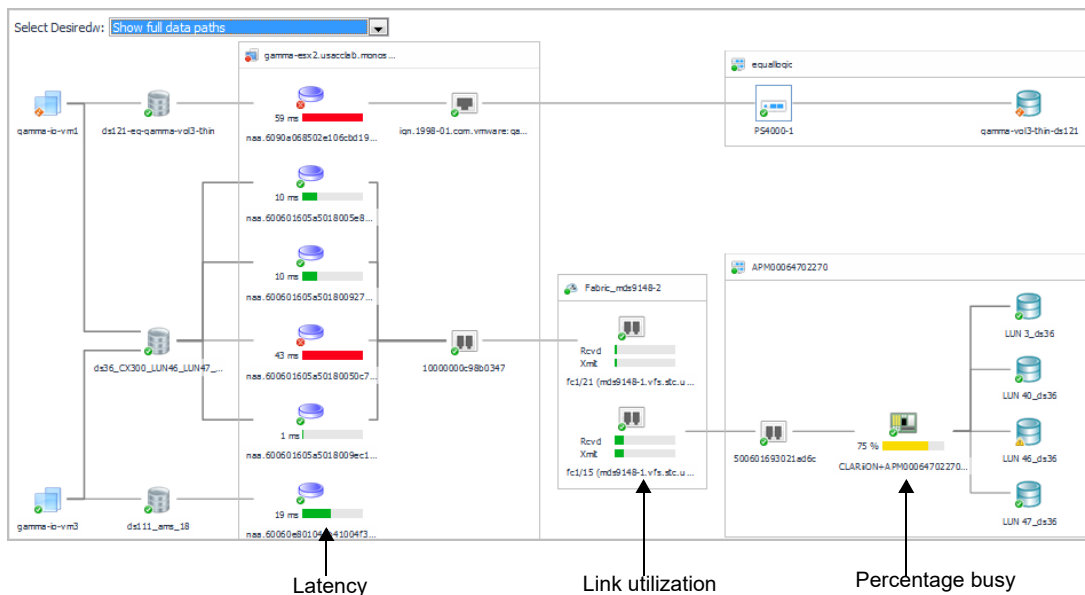 Select Desiredw: Show full data paths
gamma-esx2.usacclab.monos...
equallogic
59 ms
gamma-io-vm1
ds121-eq-gamma-vol3-thin
naa.6090a068502e106cbd19...
iqn.1998-01.com.vmware:ga...
PS4000-1
gamma-vol3-thin-ds121
10 ms
naa.600601605a5018005e8...
10 ms
naa.600601605a501800927...
APM00064702270
Fabric_mds9148-2
LUN 3_ds36
43 ms
Rcvd
Xmit
ds36_CX300_LUN46_LUN47_...
naa.600601605a50180050c7...
10000000c98b0347
fc1/21 (mds9148-1.vfs.stc.u...
LUN 40_ds36
1 ms
Rcvd
Xmit
75 %
naa.600601605a5018009ec1...
500601693021ad6c
LUN 46_ds36
fc1/15 (mds9148-1.vfs.stc.u...
CLARiiON+APM00064702270...
19 ms
gamma-io-vm3
ds111_ams_18
LUN 47_ds36
Latency
Link utilization
Percentage busy